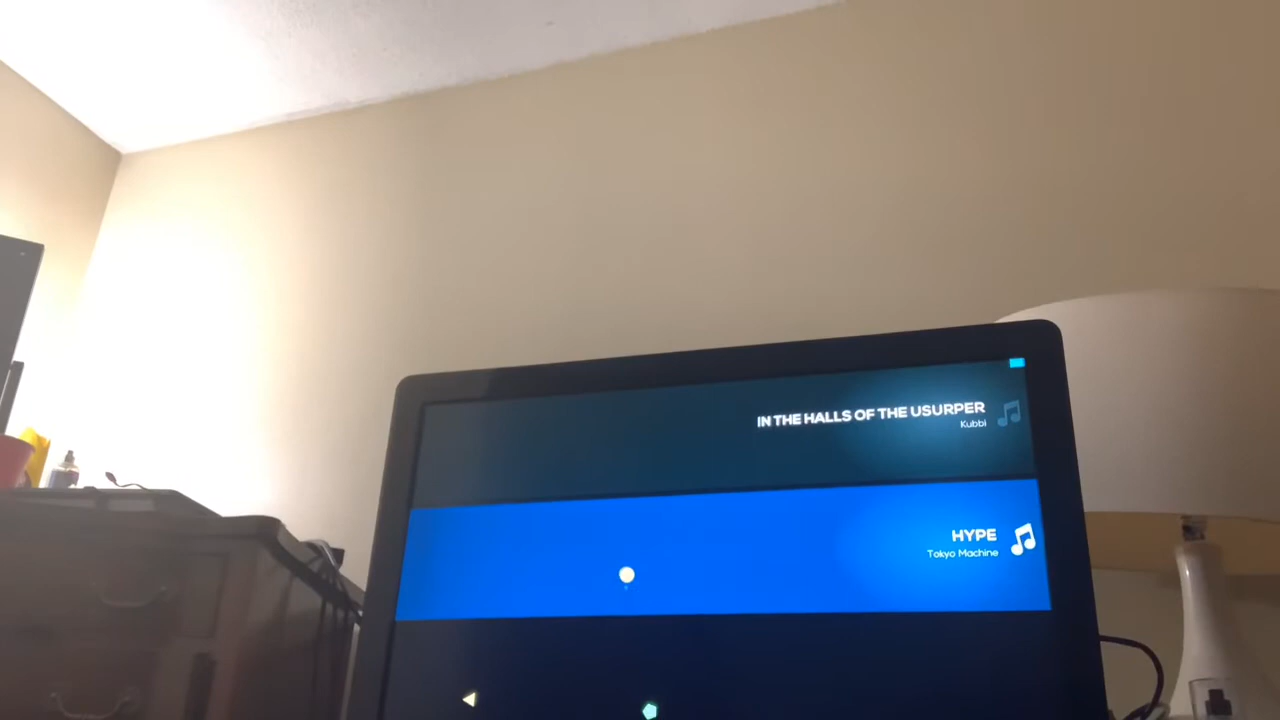 IN THE HALLS OF THE USURPER
Kubbi
HYPE
Tokyo Machine